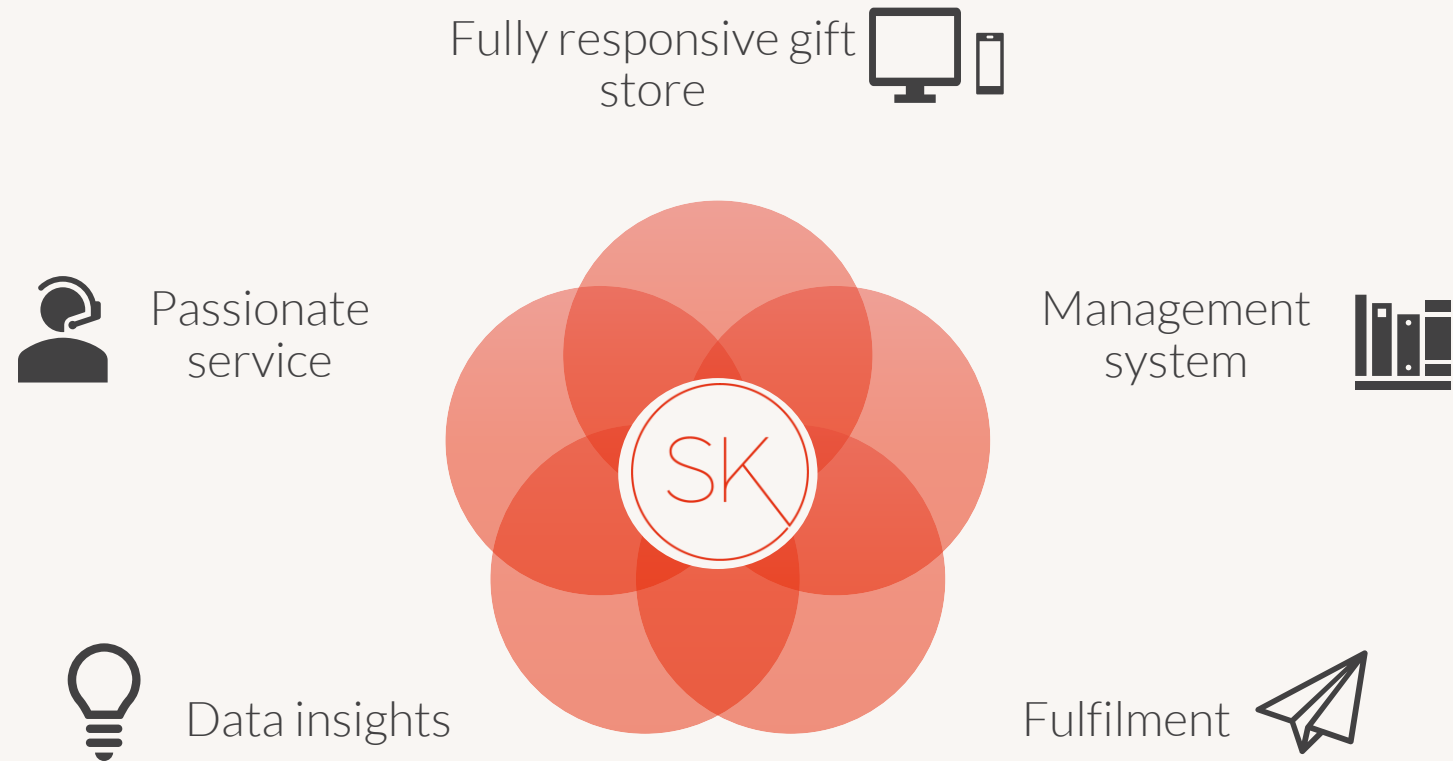 Fully responsive gift
store
Passionate
service
Management
system
SK
Data insights
Fulfilment